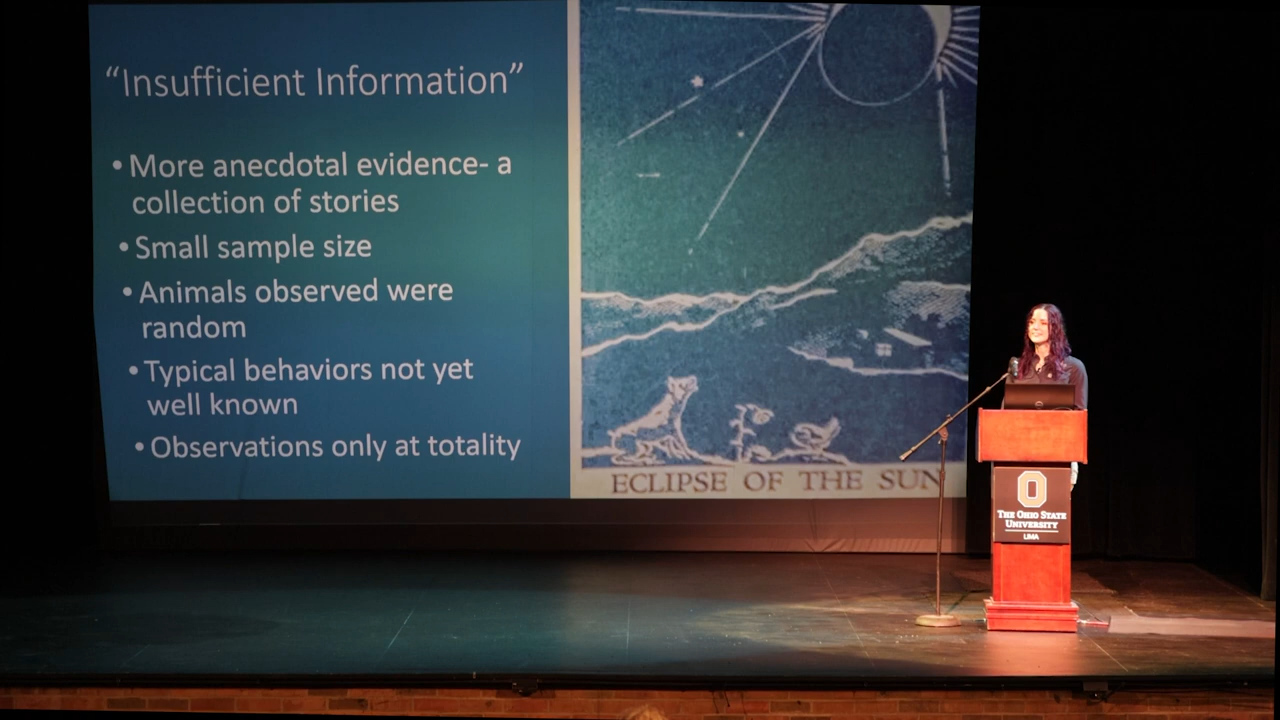 “Insufficient Information”
• More anecdotal evidence- a
collection of stories
• Small sample size
• Animals observed were
random
• Typical behaviors not yet
well known
• Observations only at totality
ECLIPSE OF THE SUN
O
THE OHIO STATE
UNIVERSITY
LIMA